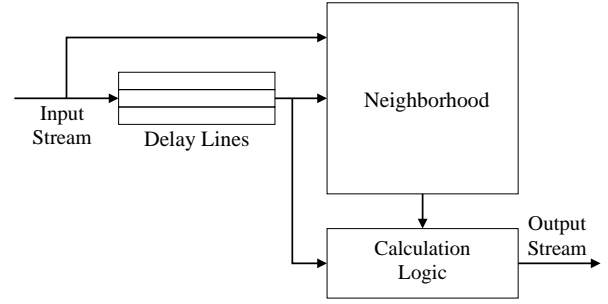 Neighborhood
Input
Stream
Delay Lines
Calculation
Logic
Output
Stream